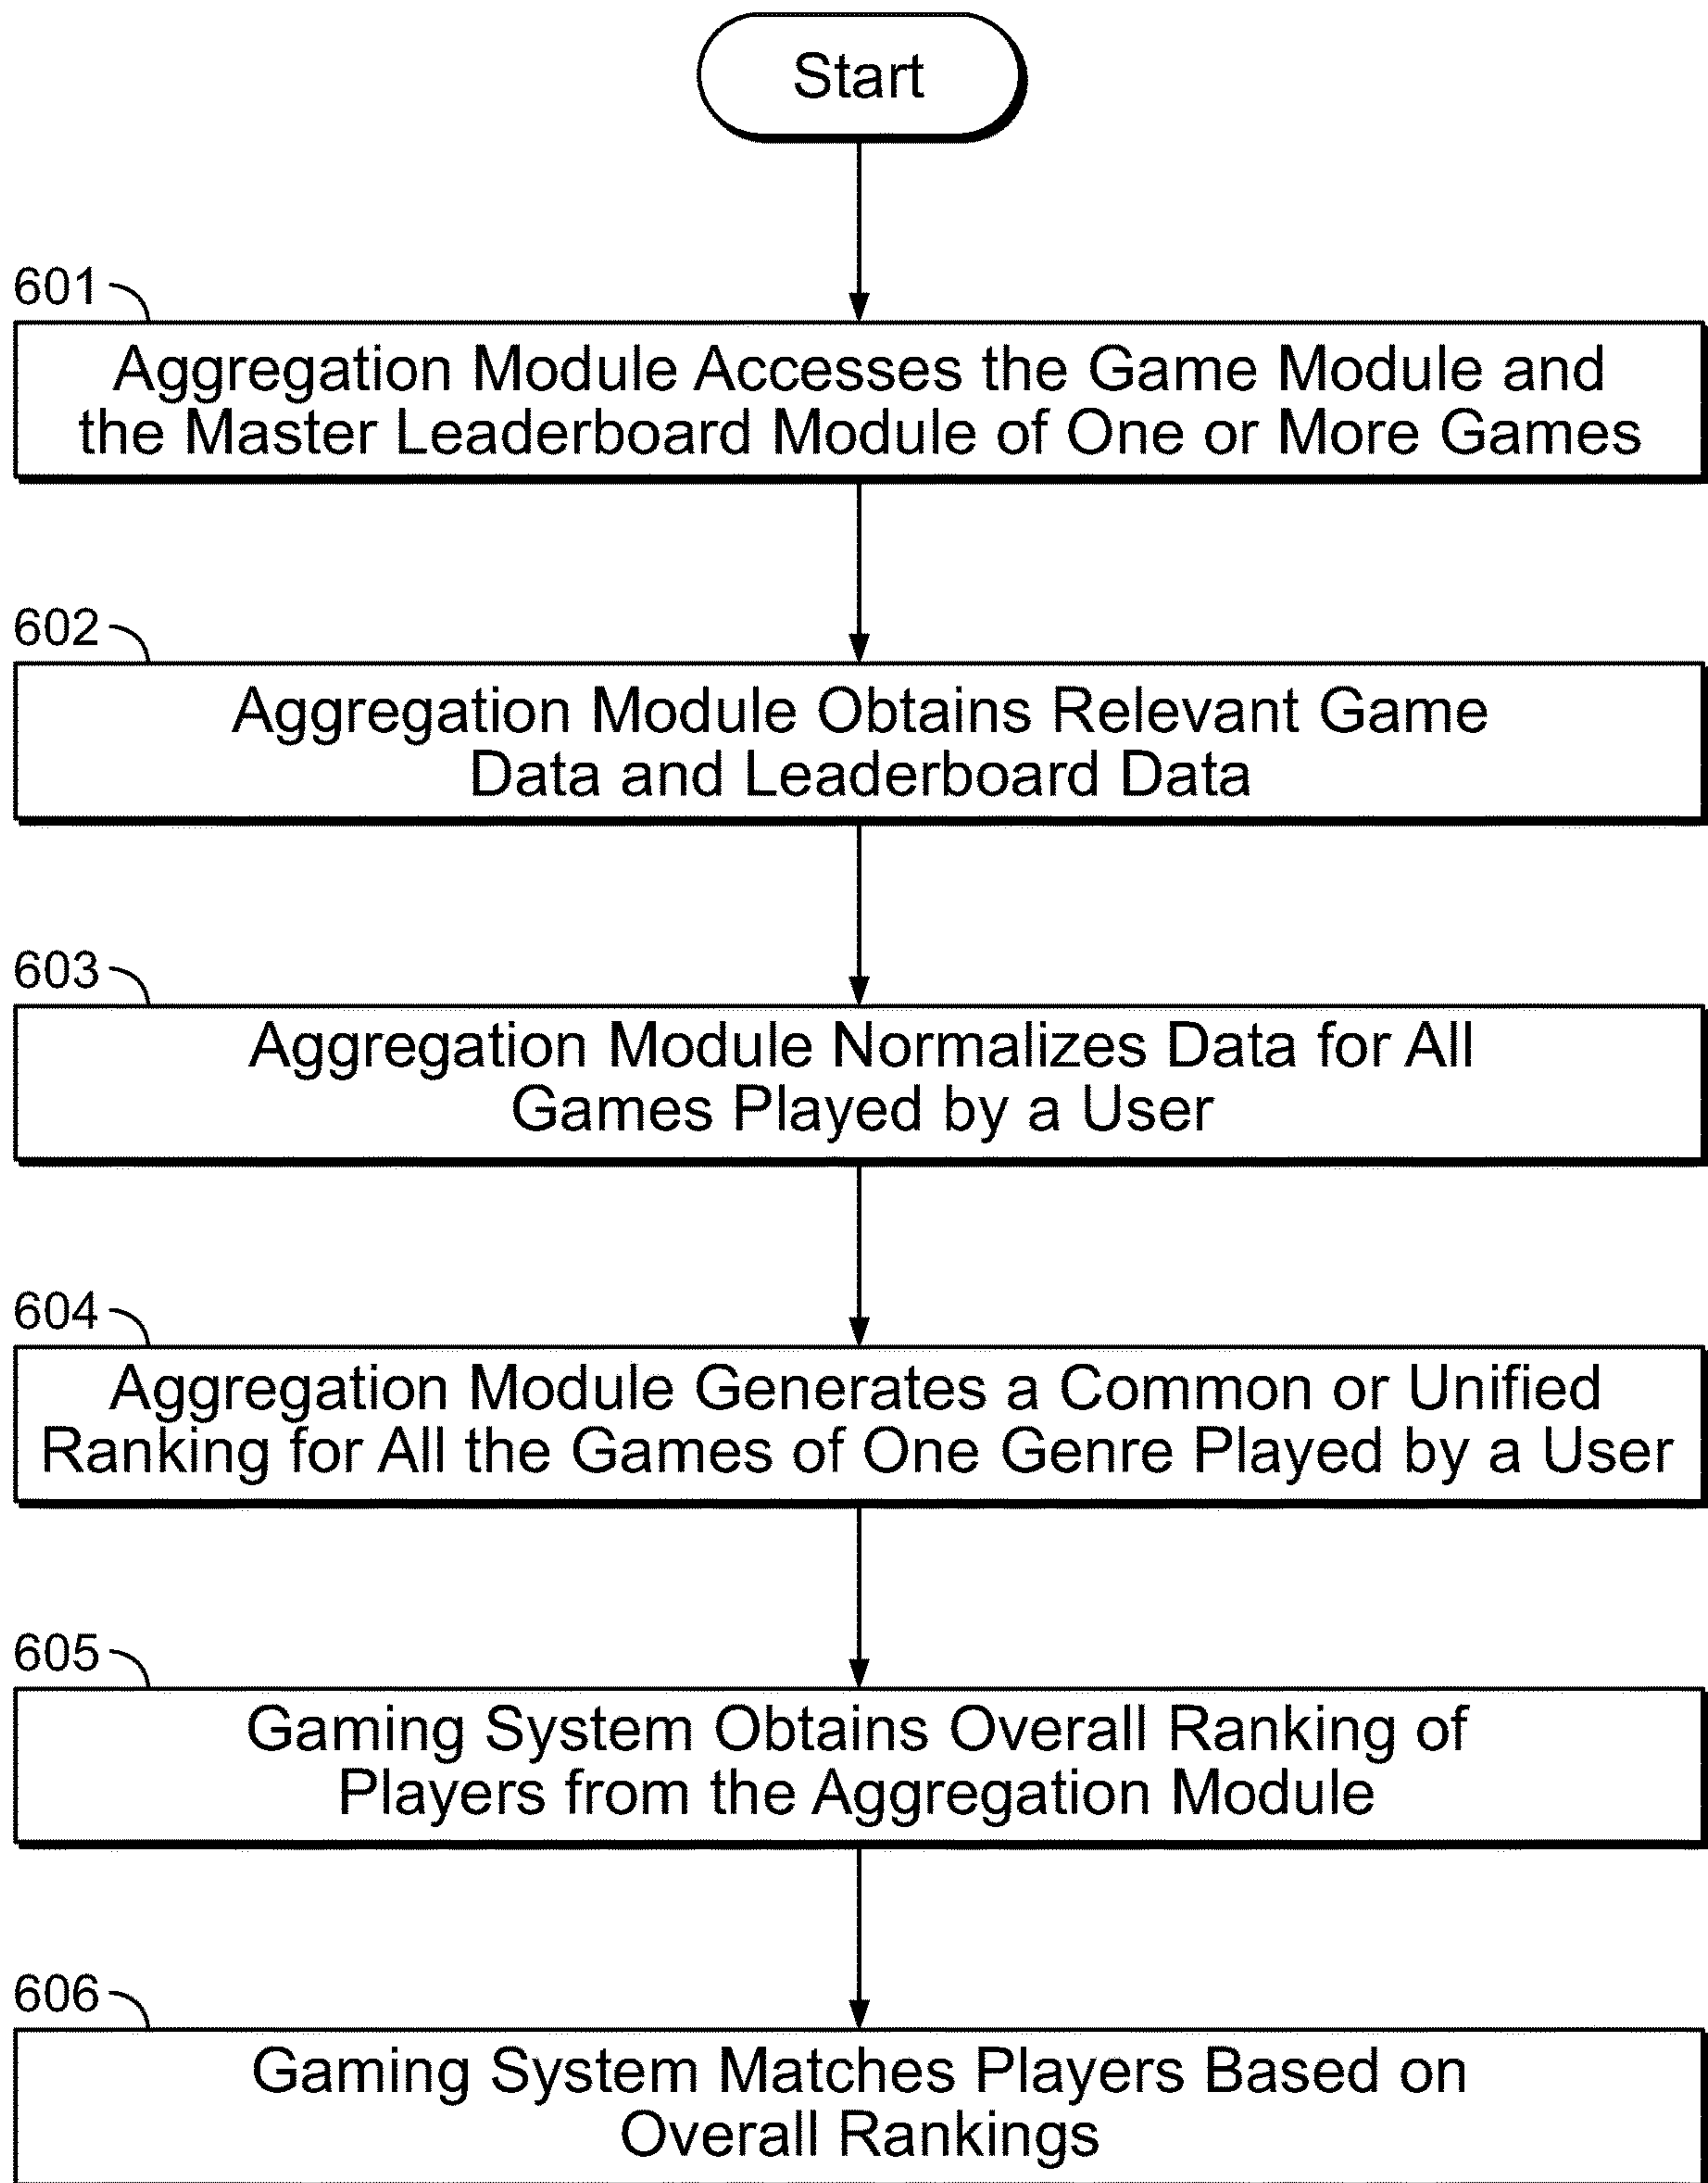 Start
601
Aggregation Module Accesses the Game Module and
the Master Leaderboard Module of One or More Games
602
Aggregation Module Obtains Relevant Game
Data and Leaderboard Data
603
Aggregation Module Normalizes Data for All
Games Played by a User
604
Aggregation Module Generates a Common or Unified
Ranking for All the Games of One Genre Played by a User
605
Gaming System Obtains Overall Ranking of
Players from the Aggregation Module
606
Gaming System Matches Players Based on
Overall Rankings